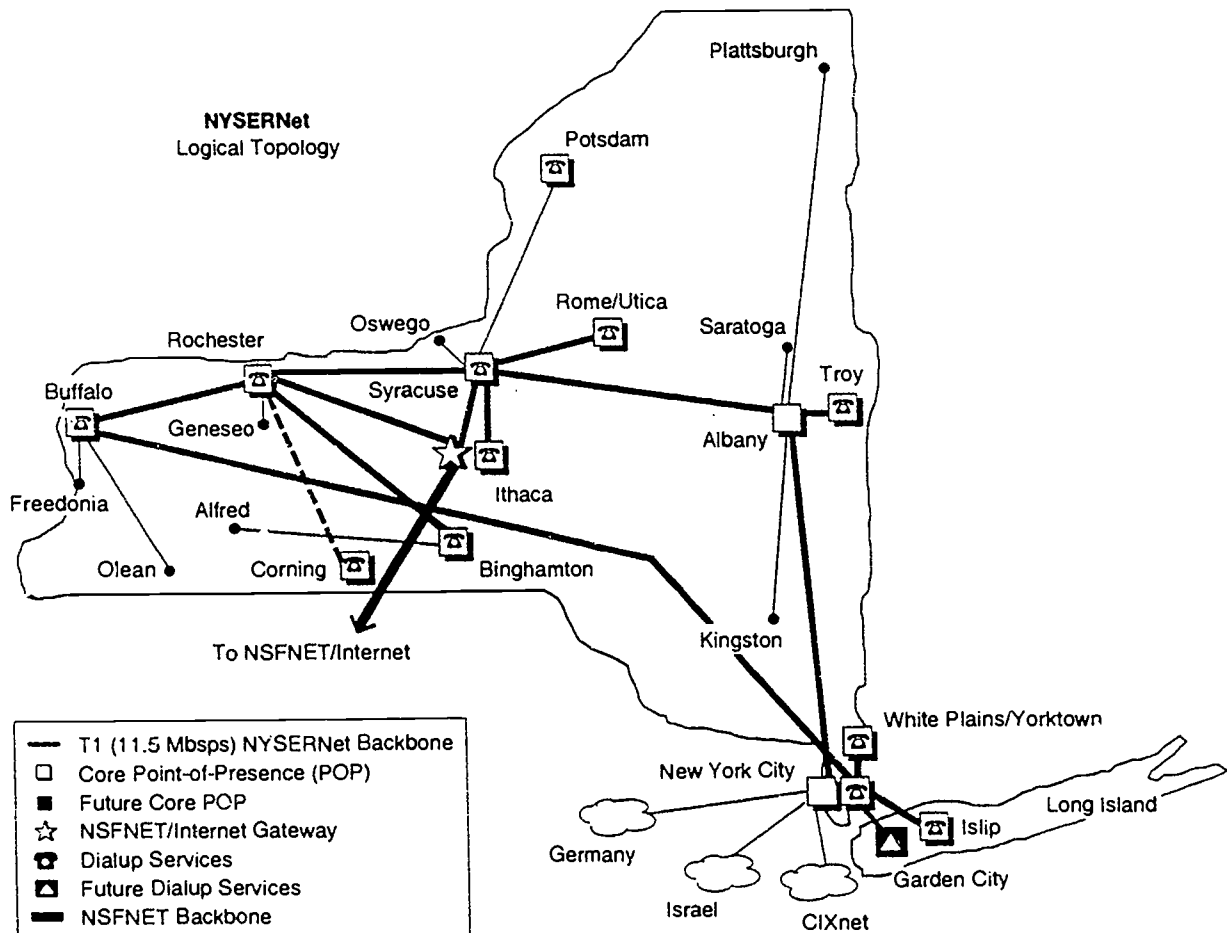 Plattsburgh
NYSERNet
Logical Topology
Potsdam
Rome/Utica
Oswego
Saratoga
Rochester
Troy
Syracuse
Buffalo
Geneseo
Albany
Ithaca
Freedonia
Alfred
Olean
Corning
Binghamton
Kingston
To NSFNET/Internet
White Plains/Yorktown
T1 (11.5 Mbsps) NYSERNet Backbone
Core Point-of-Presence (POP)
Future Core POP
NSFNET/Internet Gateway
Dialup Services
Future Dialup Services
NSFNET Backbone
New York City
Long Island
Islip
Germany
Garden City
Israel
CIXnet